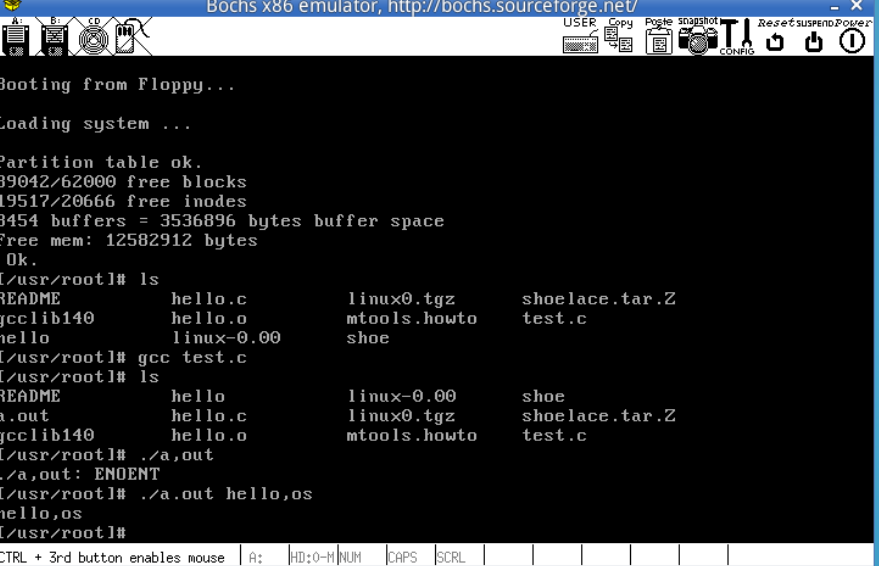 Bochs x86 emulator, http://bochs.sourceforge.net/
A: B: CD USER Copy Paste snapshot CONFIG Reset SUSPEND Power
Booting from Floppy...
Loading system ...
Partition table ok.
39042/62000 free blocks
19517/20666 free inodes
3454 buffers = 3536896 bytes buffer space
Free mem: 12582912 bytes
Ok.
[/usr/root]# ls
README hello.c linux0.tgz shoelace.tar.Z
gcclib140 hello.o mtools.howto test.c
hello linux-0.00 shoe
[/usr/root]# gcc test.c
[/usr/root]# ls
README hello linux-0.00 shoe
a.out hello.c linux0.tgz shoelace.tar.Z
gcclib140 hello.o mtools.howto test.c
[/usr/root]# ./a,out
./a,out: ENOENT
[/usr/root]# ./a.out hello,os
hello,os
[/usr/root]#
CTRL + 3rd button enables mouse A: HD:0-M NUM CAPS SCRL